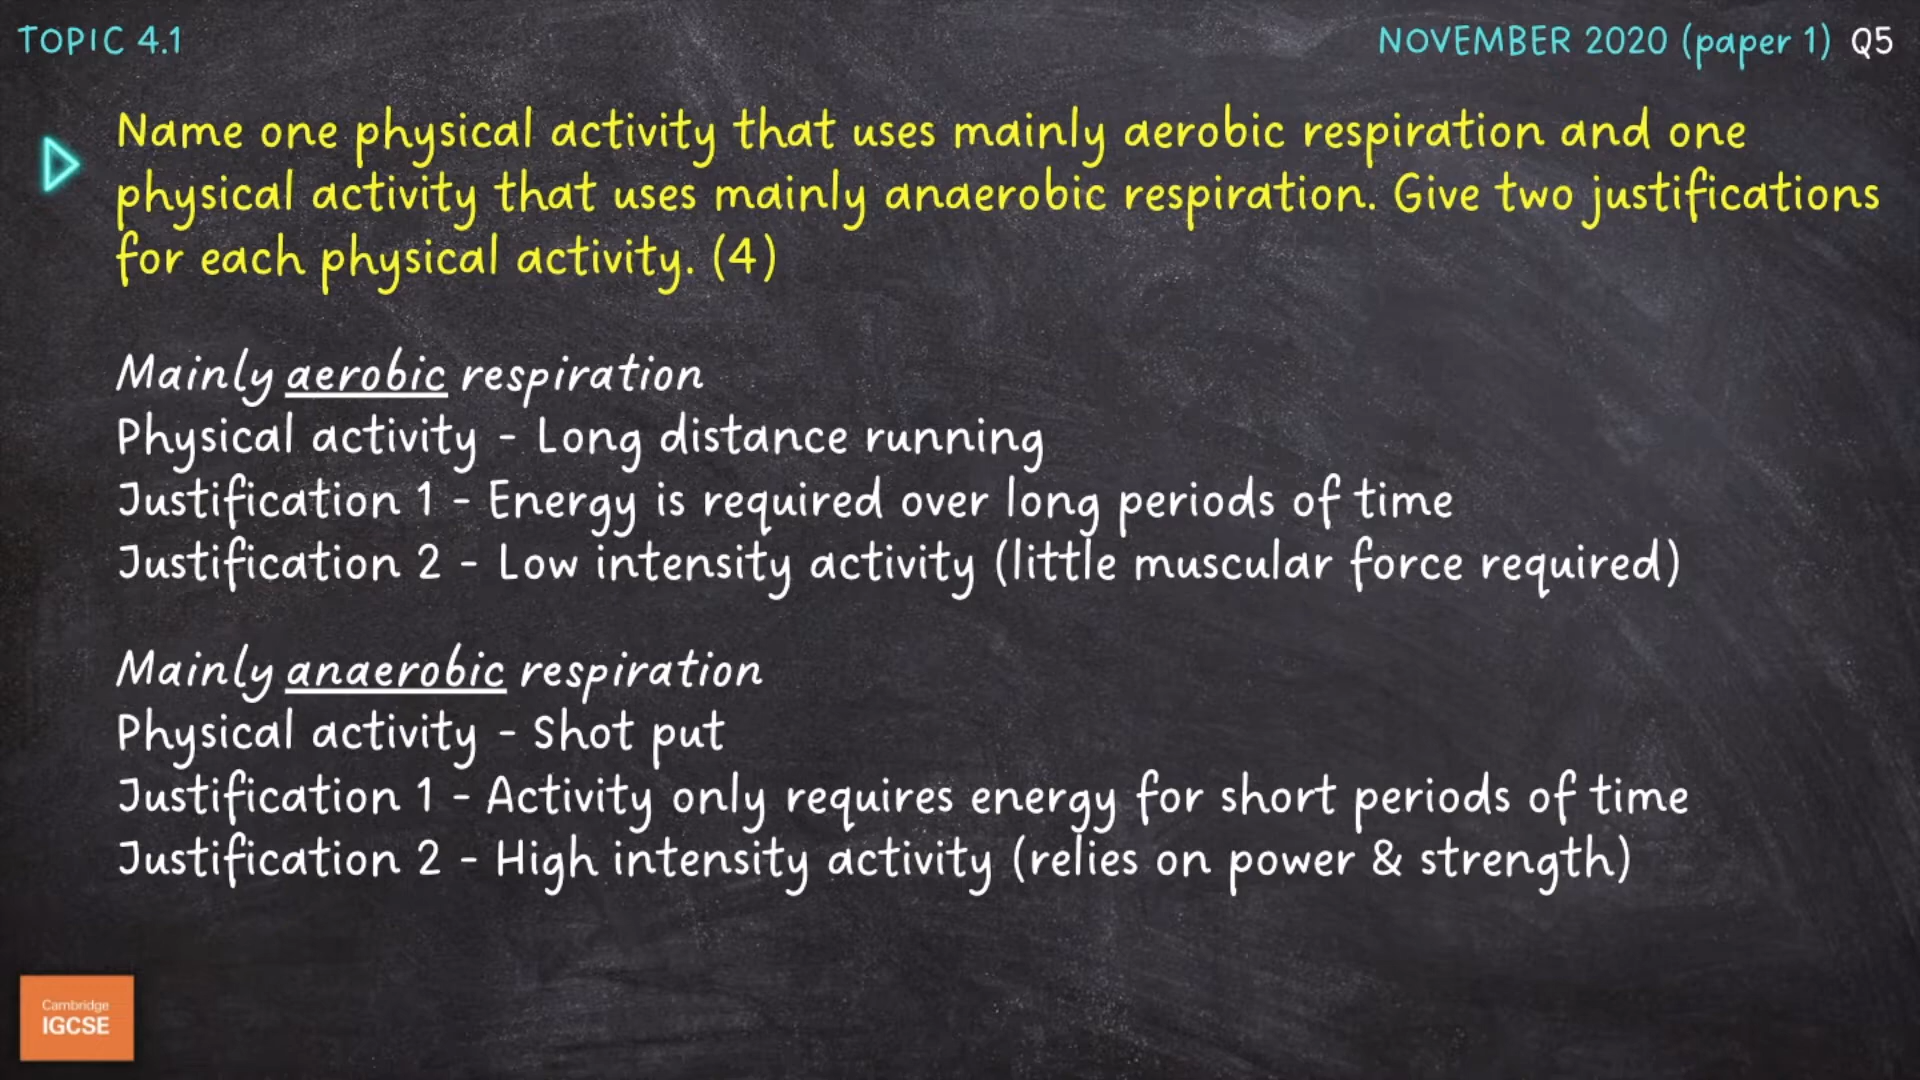 TOPIC 4.1
NOVEMBER 2020 (paper 1) Q5
Name one physical activity that uses mainly aerobic respiration and one
physical activity that uses mainly anaerobic respiration. Give two justifications
for each physical activity. (4)
Mainly aerobic respiration
Physical activity - Long distance running
Justification 1 - Energy is required over long periods of time
Justification 2 - Low intensity activity (little muscular force required)
Mainly anaerobic respiration
Physical activity - Shot put
Justification 1 - Activity only requires energy for short periods of time
Justification 2 - High intensity activity (relies on power & strength)
Cambridge
IGCSE